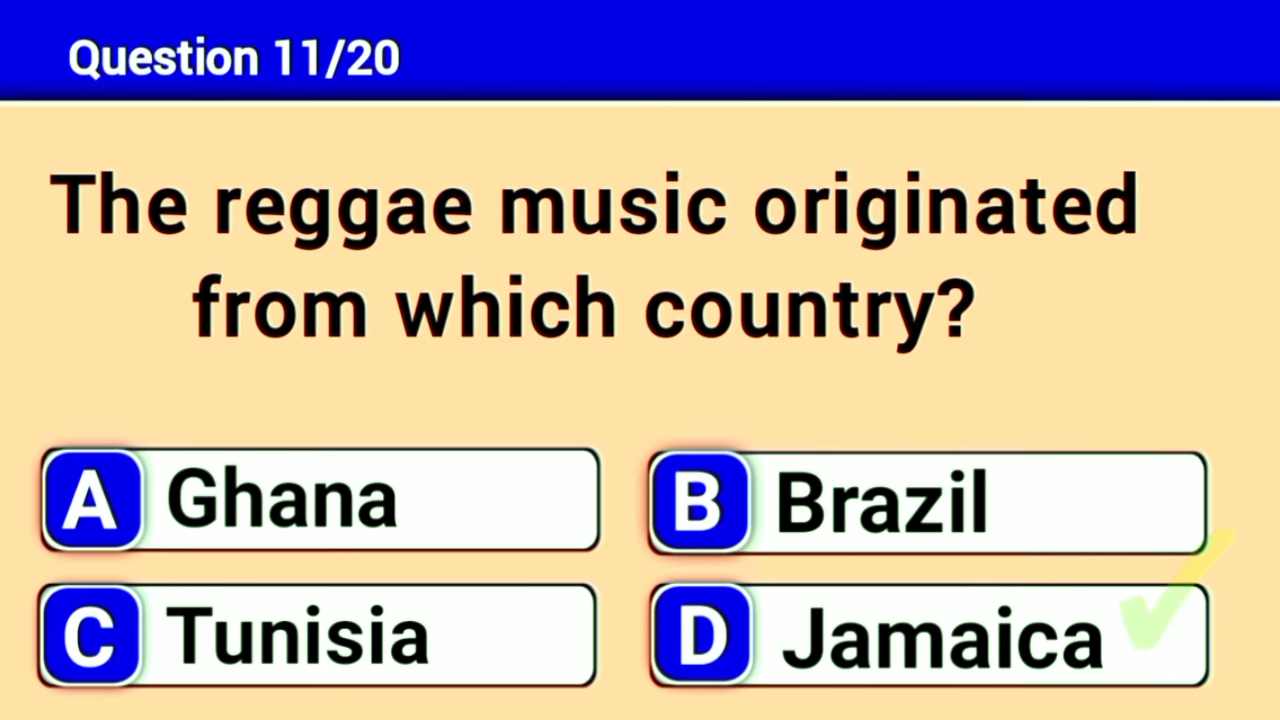 Question 11/20
The reggae music originated
from which country?
A Ghana
B Brazil
C Tunisia
D Jamaica